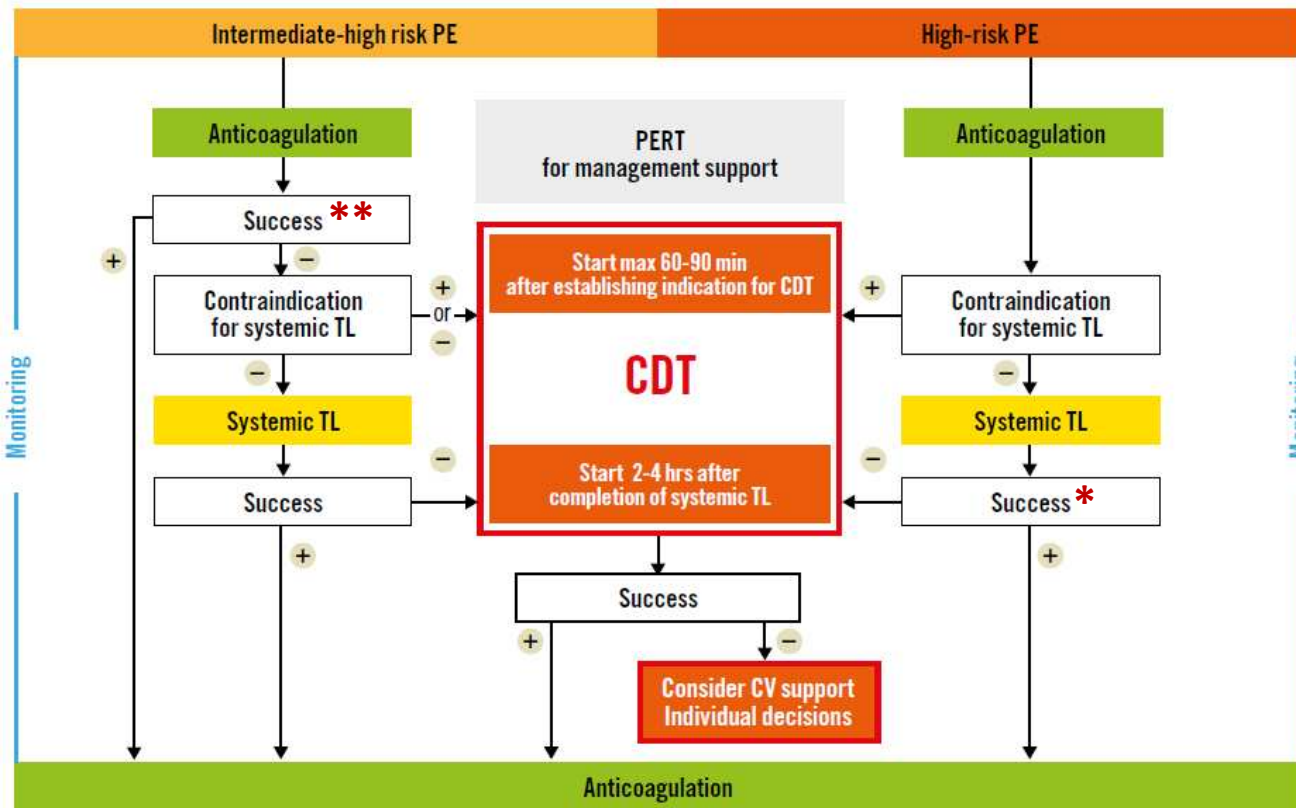 Intermediate-high risk PE
High-risk PE
Anticoagulation
PERT
for management support
Anticoagulation
Success **
+
−
Start max 60-90 min
after establishing indication for CDT
Contraindication
for systemic TL
+
or
−
+
Contraindication
for systemic TL
CDT
Monitoring
Monitoring
−
−
Systemic TL
Systemic TL
−
Start 2-4 hrs after
completion of systemic TL
−
Success
Success *
+
+
Success
+
−
Consider CV support
Individual decisions
Anticoagulation